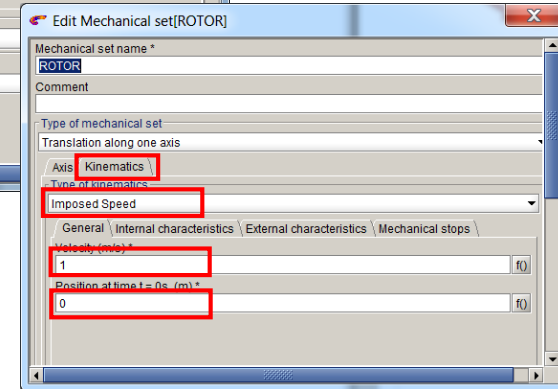 Edit Mechanical set[ROTOR]
Mechanical set name *
ROTOR
Comment
Type of mechanical set
Translation along one axis
Axis Kinematics
Type of kinematics
Imposed Speed
General Internal characteristics External characteristics Mechanical stops
Velocity (m/s) *
1 f()
Position at time t = 0s. (m) *
0 f()